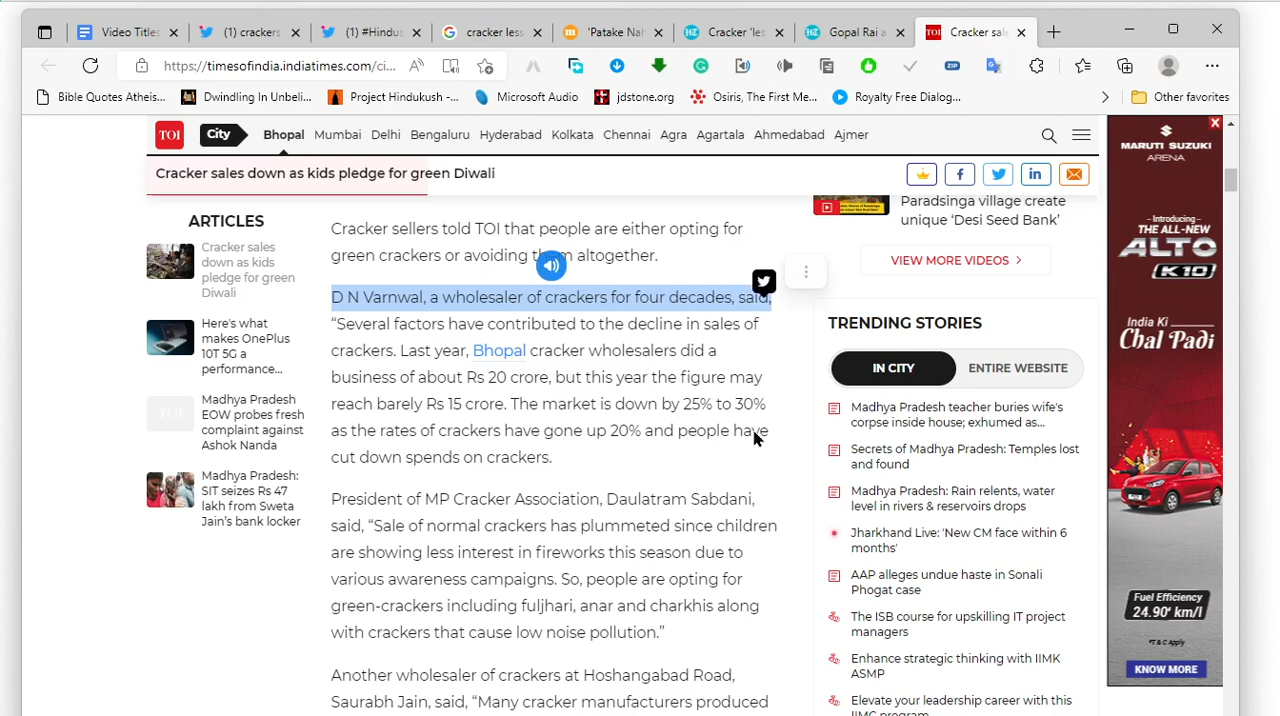 Video Titles
(1) crackers
(1) #Hindus
cracker less
'Patake Nal
Cracker 'les
Gopal Rai a
TOI
Cracker sale
https://timesofindia.indiatimes.com/ci...
ZIP
Bible Quotes Atheis...
Dwindling In Unbeli...
Project Hindukush -...
Microsoft Audio
jdstone.org
Osiris, The First Me...
Royalty Free Dialog...
Other favorites
TOI
City
Bhopal
Mumbai
Delhi
Bengaluru
Hyderabad
Kolkata
Chennai
Agra
Agartala
Ahmedabad
Ajmer
Cracker sales down as kids pledge for green Diwali
ARTICLES
Cracker sales
down as kids
pledge for green
Diwali
Here's what
makes OnePlus
10T 5G a
performance...
TOI
Madhya Pradesh
EOW probes fresh
complaint against
Ashok Nanda
Madhya Pradesh:
SIT seizes Rs 47
lakh from Sweta
Jain's bank locker
Cracker sellers told TOI that people are either opting for
green crackers or avoiding them altogether.
D N Varnwal, a wholesaler of crackers for four decades, said,
“Several factors have contributed to the decline in sales of
crackers. Last year, Bhopal cracker wholesalers did a
business of about Rs 20 crore, but this year the figure may
reach barely Rs 15 crore. The market is down by 25% to 30%
as the rates of crackers have gone up 20% and people have
cut down spends on crackers.
President of MP Cracker Association, Daulatram Sabdani,
said, “Sale of normal crackers has plummeted since children
are showing less interest in fireworks this season due to
various awareness campaigns. So, people are opting for
green-crackers including fuljhari, anar and charkhis along
with crackers that cause low noise pollution.”
Another wholesaler of crackers at Hoshangabad Road,
Saurabh Jain, said, “Many cracker manufacturers produced
Paradsinga village create
unique ‘Desi Seed Bank’
VIEW MORE VIDEOS
TRENDING STORIES
IN CITY
ENTIRE WEBSITE
Madhya Pradesh teacher buries wife's
corpse inside house; exhumed as...
Secrets of Madhya Pradesh: Temples lost
and found
Madhya Pradesh: Rain relents, water
level in rivers & reservoirs drops
Jharkhand Live: 'New CM face within 6
months'
AAP alleges undue haste in Sonali
Phogat case
The ISB course for upskilling IT project
managers
Enhance strategic thinking with IIMK
ASMP
Elevate your leadership career with this
IIMC program
MARUTI SUZUKI
ARENA
Introducing
THE ALL-NEW
ALTO
K10
India Ki
Chal Padi
Fuel Efficiency
24.90* km/l
*T & C Apply
KNOW MORE